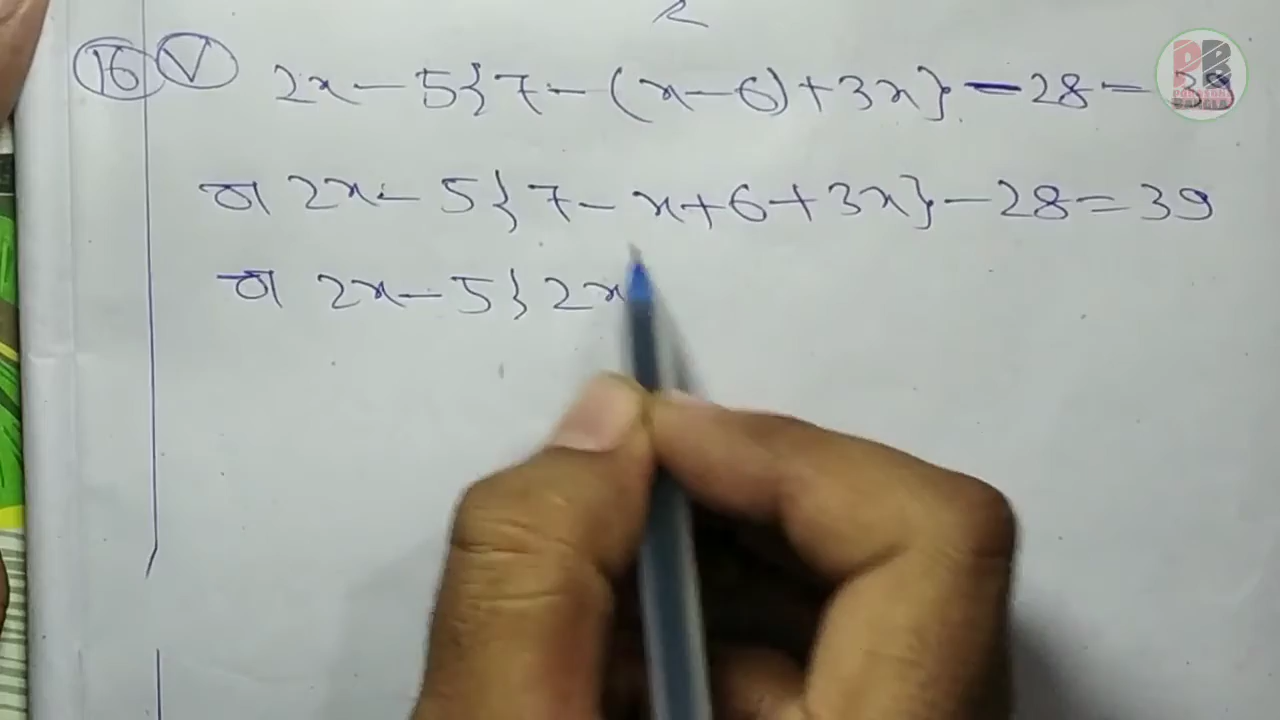 16 V 2x - 5{7 - (x - 6) + 3x} - 28 = 39
বা 2x - 5{7 - x + 6 + 3x} - 28 = 39
বা 2x - 5{2x